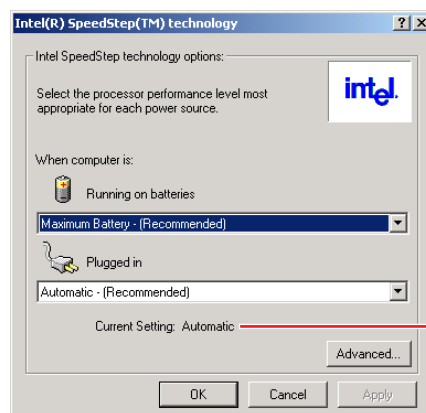 Intel(R) SpeedStep(TM) technology
Intel SpeedStep technology options:
Select the processor performance level most
appropriate for each power source.
intel.
When computer is:
Running on batteries
Maximum Battery - (Recommended)
Plugged in
Automatic - (Recommended)
Current Setting: Automatic
Advanced...
OK Cancel Apply